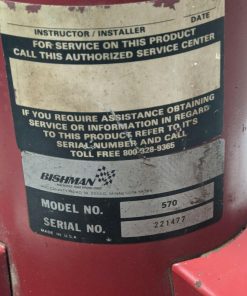 DATE
INSTRUCTOR / INSTALLER
FOR SERVICE ON THIS PRODUCT
CALL THIS AUTHORIZED SERVICE CENTER
IF YOU REQUIRE ASSISTANCE OBTAINING
SERVICE OR INFORMATION IN REGARD
TO THIS PRODUCT REFER TO IT'S
SERIAL NUMBER AND CALL
TOLL FREE 800-328-9365
BISHMAN
MODEL NO. 570
SERIAL NO. 221477
MADE IN U.S.A.